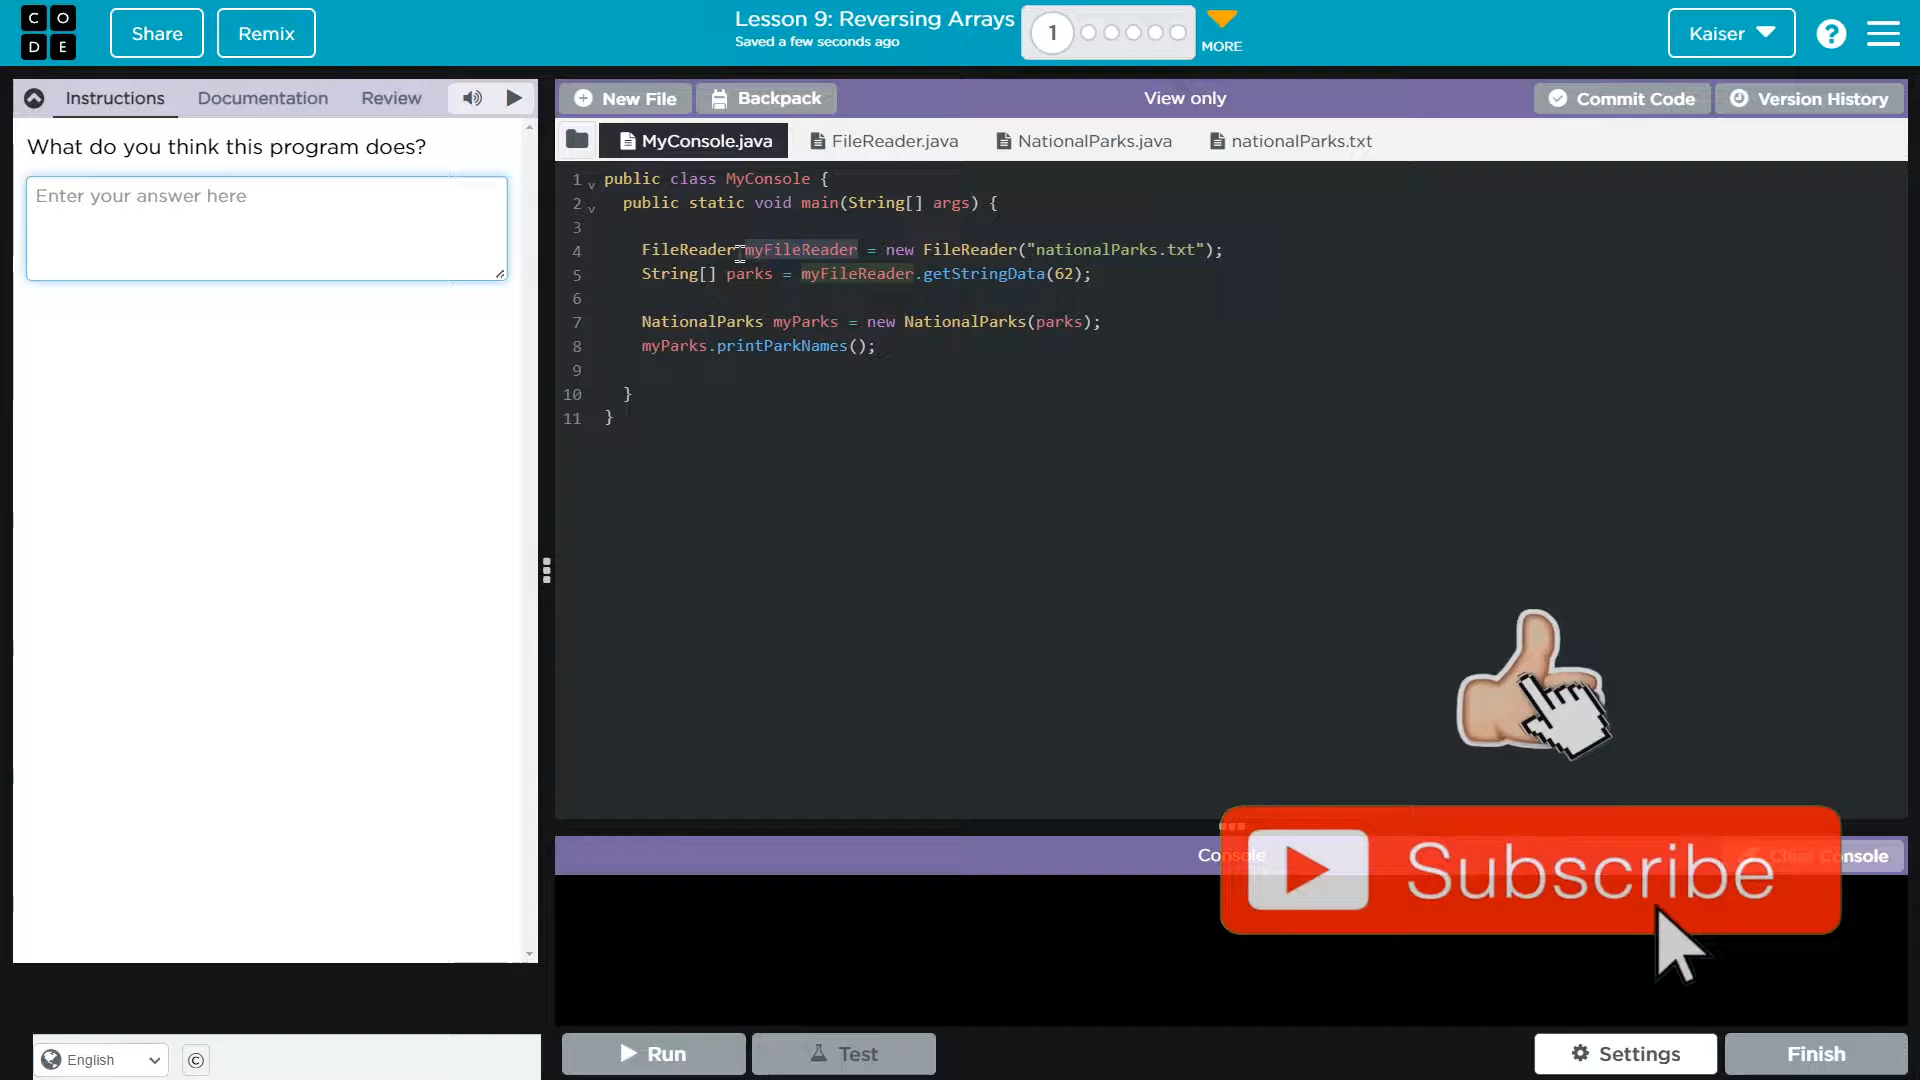 CODE
Share
Remix
Lesson 9: Reversing Arrays
Saved a few seconds ago
1
MORE
Kaiser
?
Instructions
Documentation
Review
New File
Backpack
View only
Commit Code
Version History
What do you think this program does?
Enter your answer here
MyConsole.java
FileReader.java
NationalParks.java
nationalParks.txt
1 public class MyConsole {
2 public static void main(String[] args) {
3
4 FileReader myFileReader = new FileReader("nationalParks.txt");
5 String[] parks = myFileReader.getStringData(62);
6
7 NationalParks myParks = new NationalParks(parks);
8 myParks.printParkNames();
9
10 }
11 }
Console
Clear Console
Subscribe
English
©
Run
Test
Settings
Finish